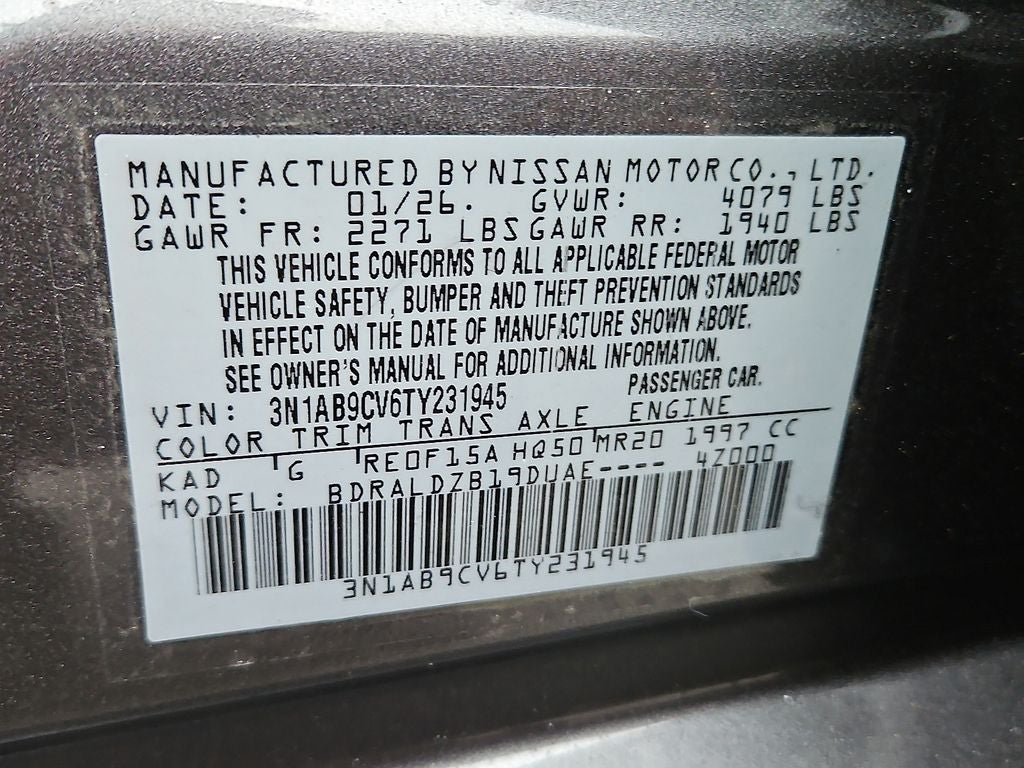 MANUFACTURED BY NISSAN MOTOR CO., LTD.
DATE: 01/26. GVWR: 4079 LBS
GAWR FR: 2271 LBS GAWR RR: 1940 LBS
THIS VEHICLE CONFORMS TO ALL APPLICABLE FEDERAL MOTOR
VEHICLE SAFETY, BUMPER AND THEFT PREVENTION STANDARDS
IN EFFECT ON THE DATE OF MANUFACTURE SHOWN ABOVE.
SEE OWNER'S MANUAL FOR ADDITIONAL INFORMATION.
VIN: 3N1AB9CV6TY231945 PASSENGER CAR.
COLOR TRIM TRANS AXLE ENGINE
KAD G RE0F15A HQ50 MR20 1997 CC
MODEL: BDRALDZB19DUAE---- 4Z000
3N1AB9CV6TY231945